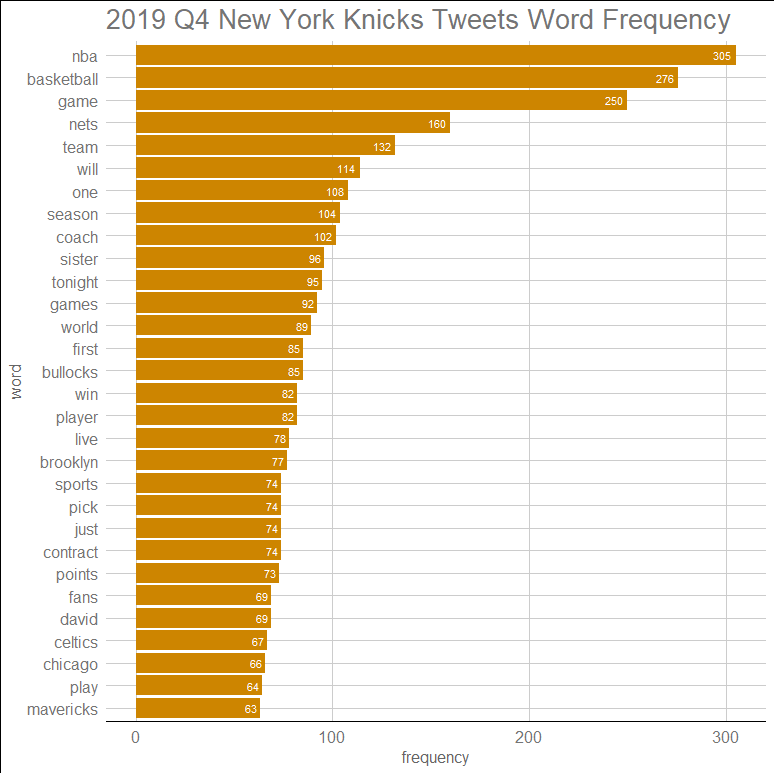 2019 Q4 New York Knicks Tweets Word Frequency
nba 305
basketball 276
game 250
nets 160
team 132
will 114
one 108
season 104
coach 102
sister 96
tonight 95
games 92
world 89
first 85
bullocks 85
win 82
player 82
live 78
brooklyn 77
sports 74
pick 74
just 74
contract 74
points 73
fans 69
david 69
celtics 67
chicago 66
play 64
mavericks 63
word
0 100 200 300
frequency